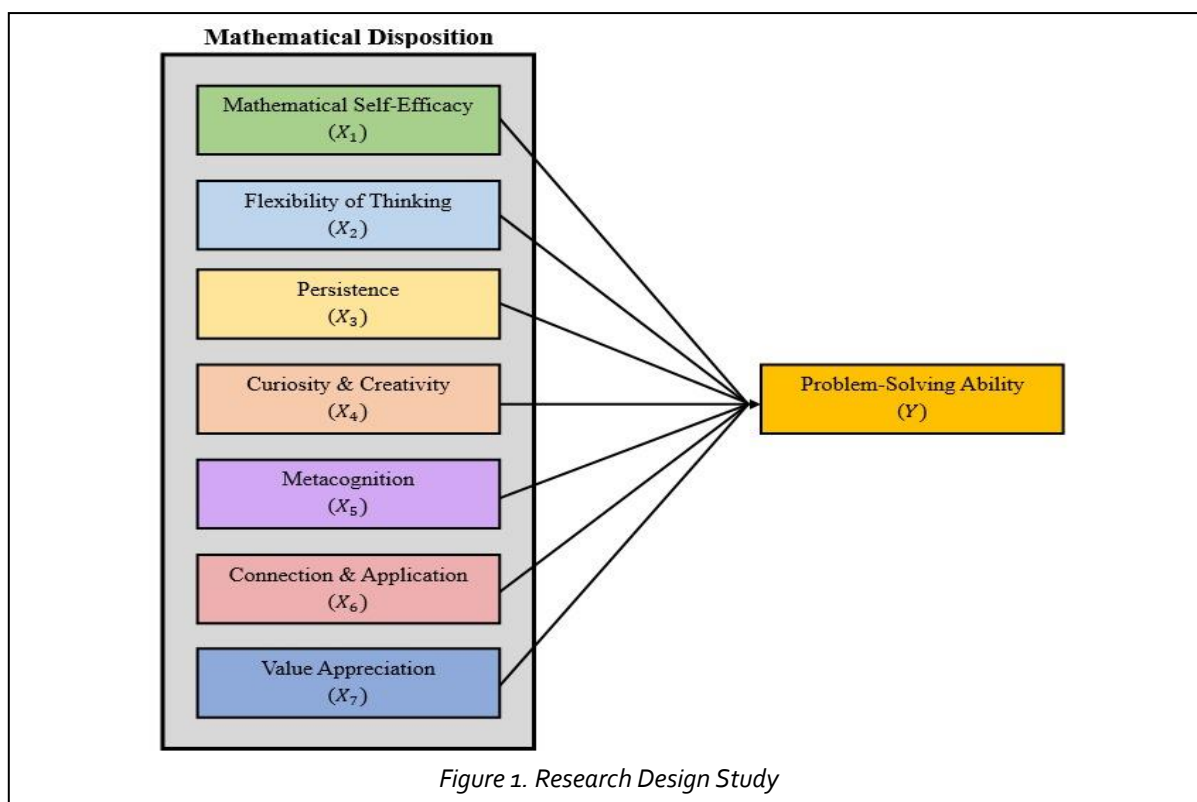 Mathematical Disposition
Mathematical Self-Efficacy
(X₁)
Flexibility of Thinking
(X₂)
Persistence
(X₃)
Curiosity & Creativity
(X₄)
Metacognition
(X₅)
Connection & Application
(X₆)
Value Appreciation
(X₇)
Problem-Solving Ability
(Y)
Figure 1. Research Design Study